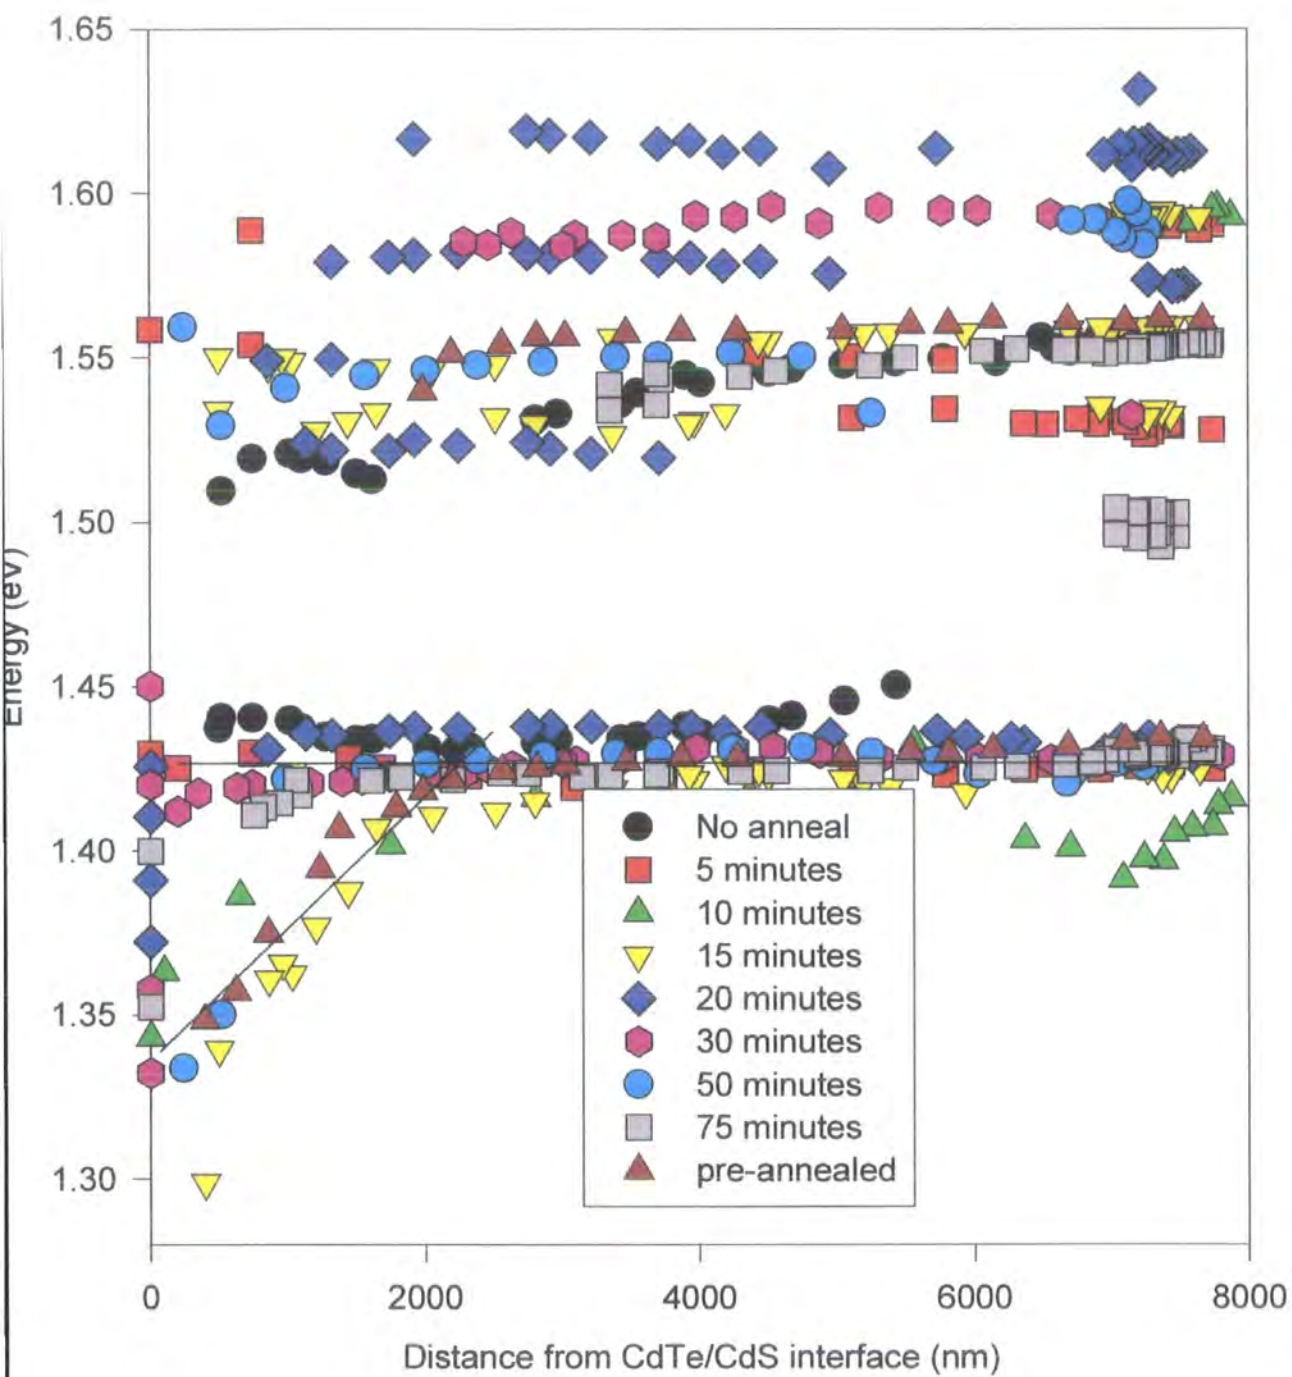 1.65
1.60
1.55
1.50
1.45
1.40
1.35
1.30
Energy (eV)
0
2000
4000
6000
8000
Distance from CdTe/CdS interface (nm)
No anneal
5 minutes
10 minutes
15 minutes
20 minutes
30 minutes
50 minutes
75 minutes
pre-annealed